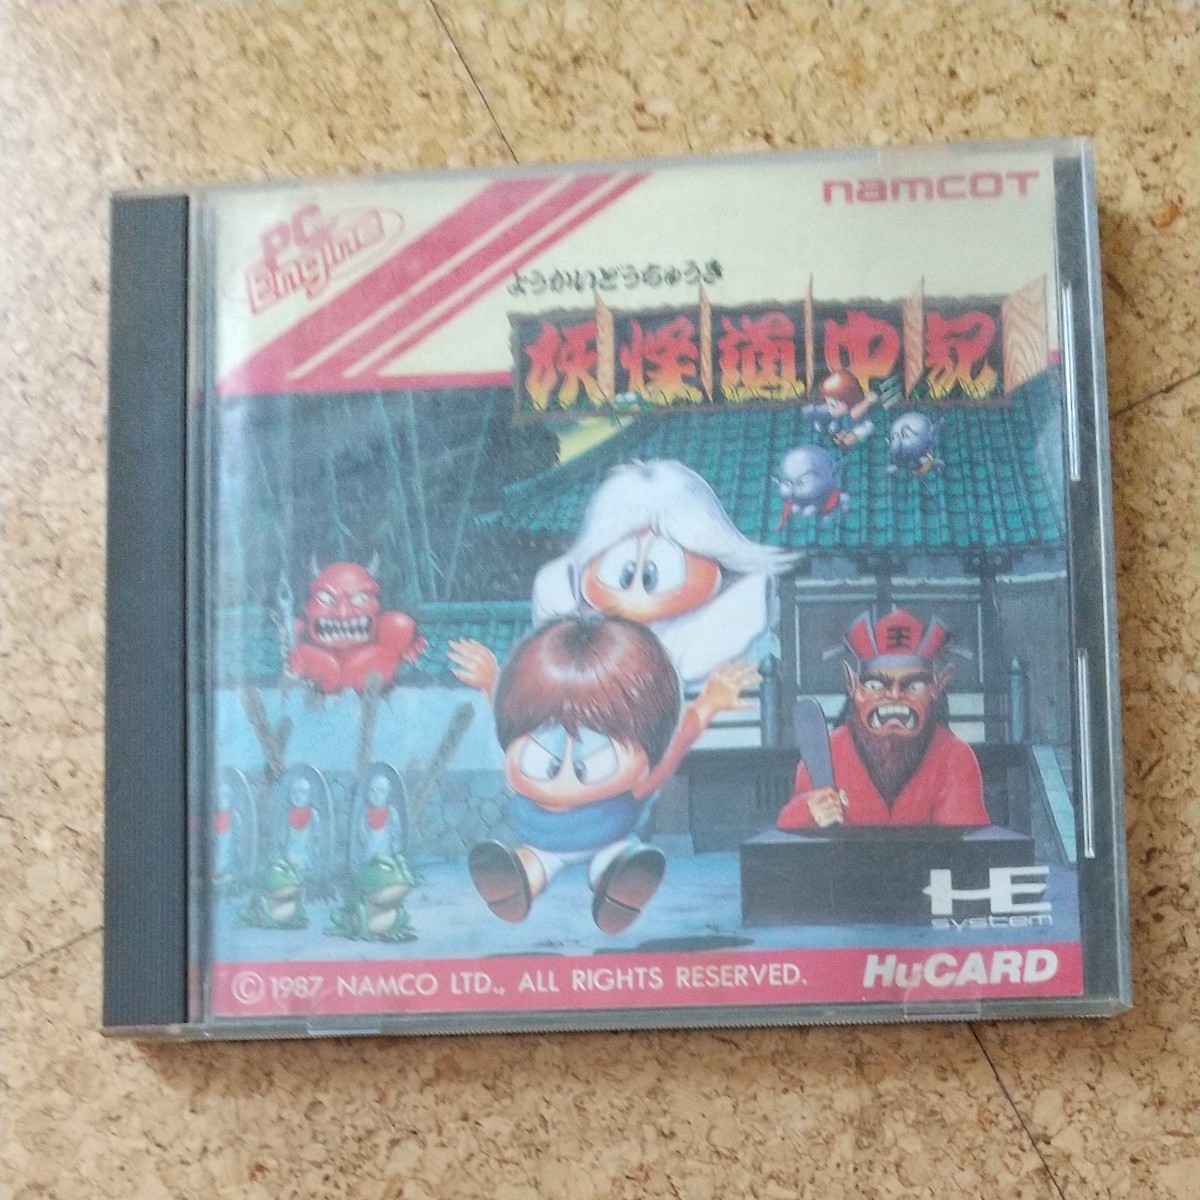 PC Engine
namcot
ようかいどうちゅうき
妖怪道中記
王
HE
system
© 1987 NAMCO LTD., ALL RIGHTS RESERVED.
HuCARD